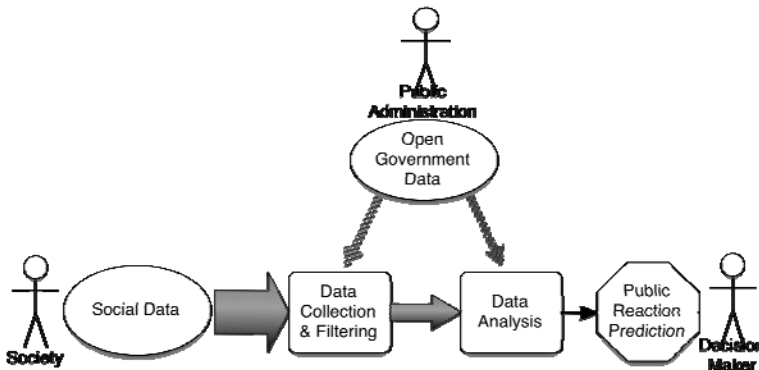 Public
Administration
Open
Government
Data
Society
Social Data
Data
Collection
& Filtering
Data
Analysis
Public
Reaction
Prediction
Decision
Maker